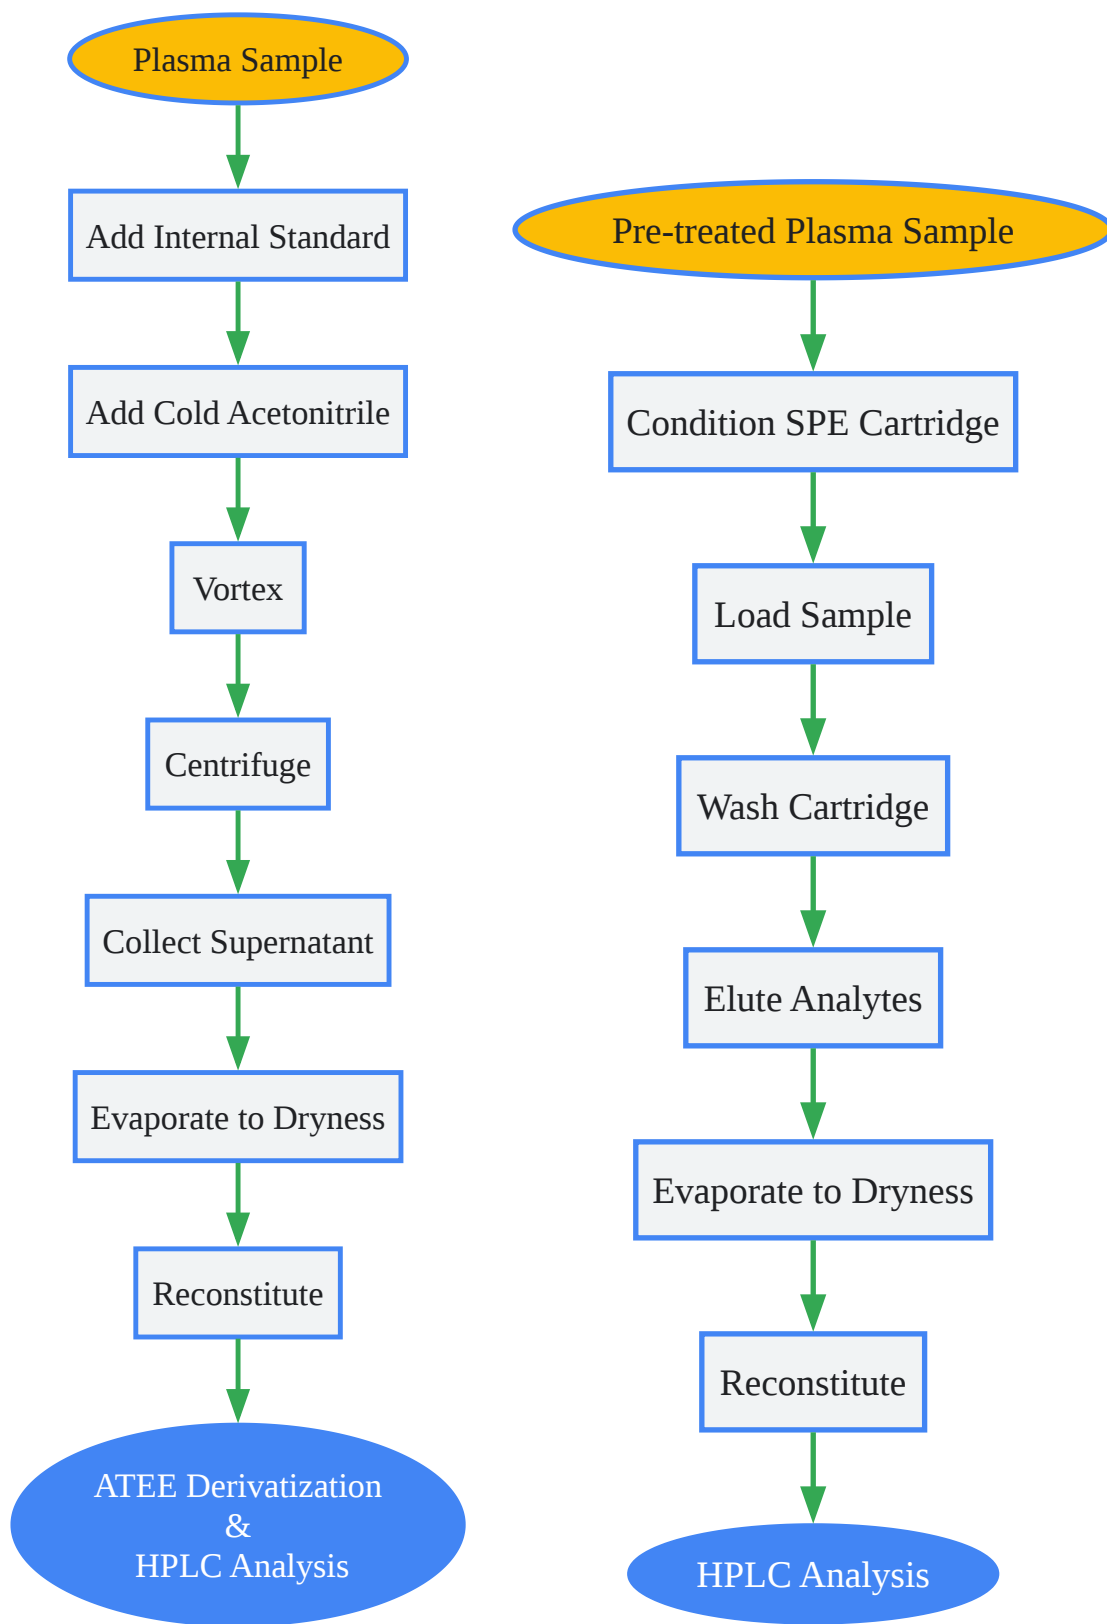 Plasma Sample
Add Internal Standard
Add Cold Acetonitrile
Vortex
Centrifuge
Collect Supernatant
Evaporate to Dryness
Reconstitute
ATEE Derivatization
&
HPLC Analysis
Pre-treated Plasma Sample
Condition SPE Cartridge
Load Sample
Wash Cartridge
Elute Analytes
Evaporate to Dryness
Reconstitute
HPLC Analysis